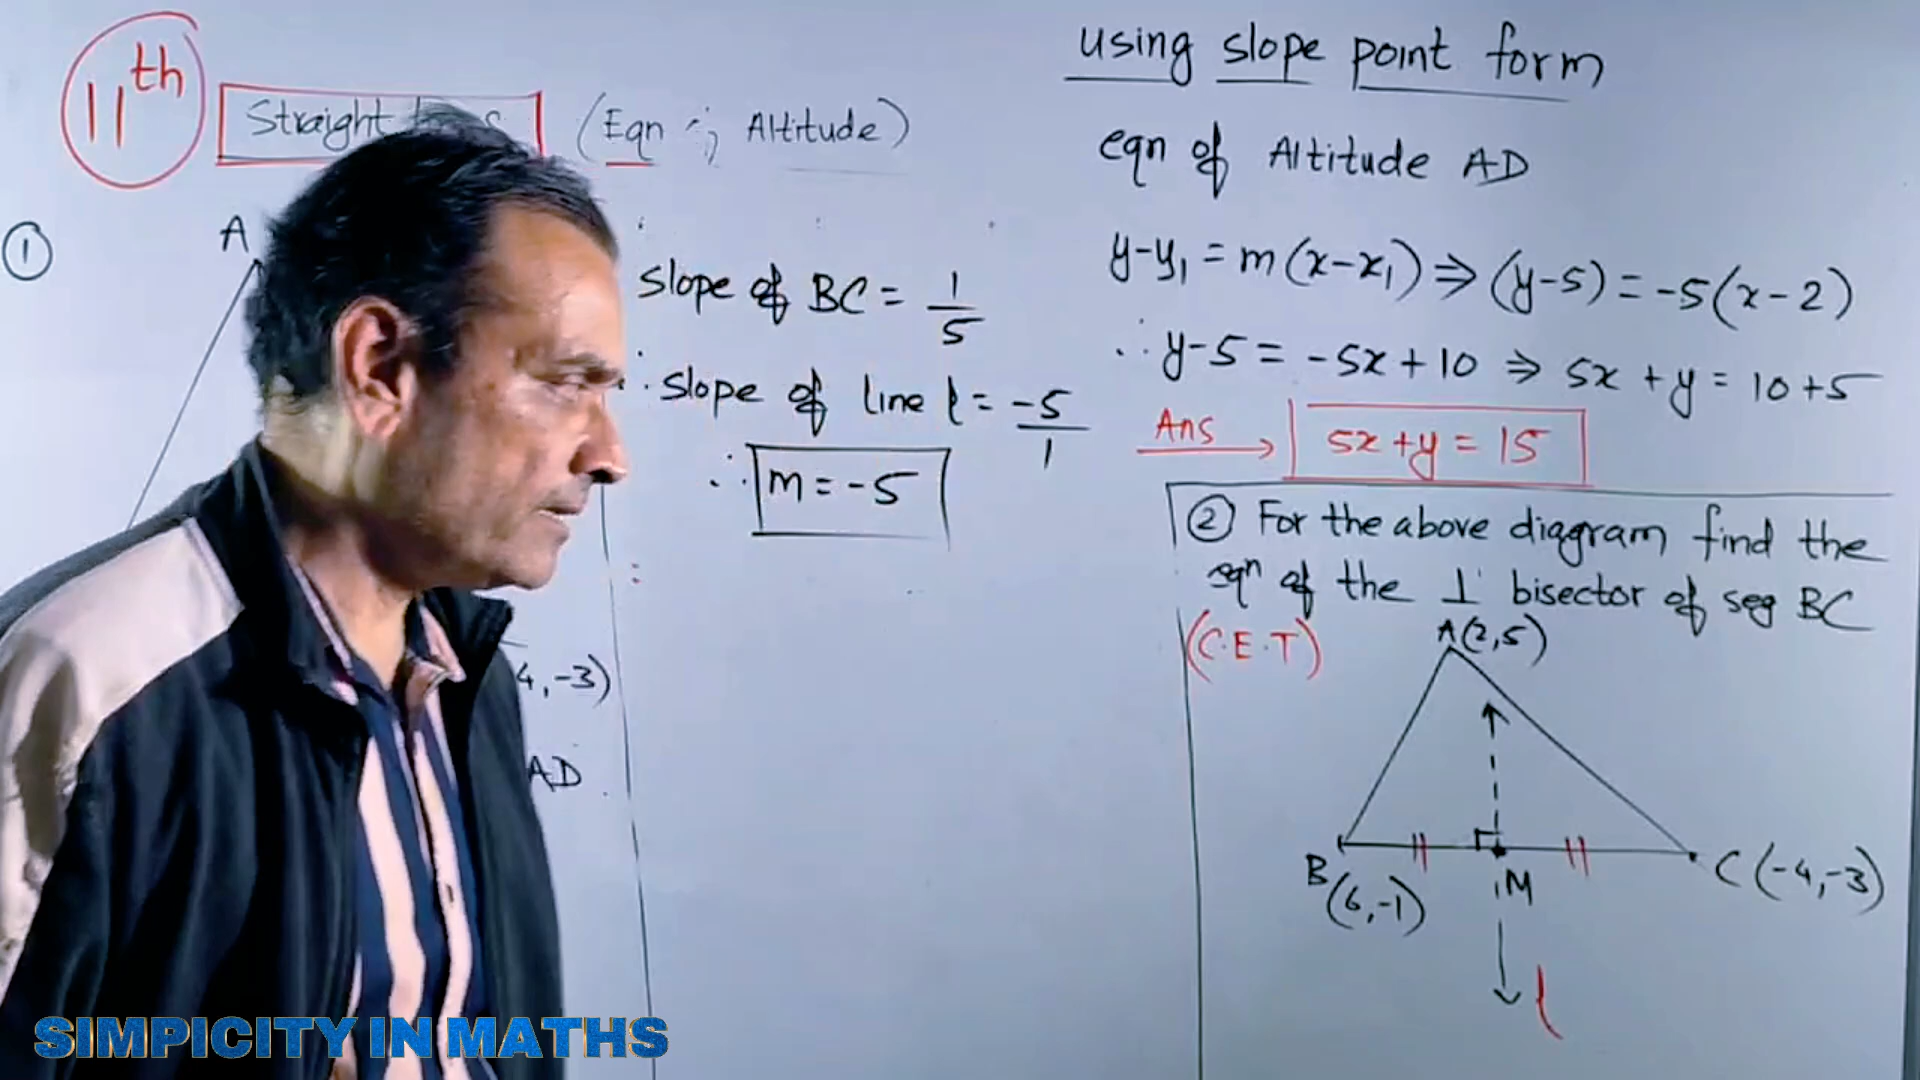 11th
Straight (Eqn ; Altitude)
1
A
4, -3)
AD
slope of BC = 1/5
∴ slope of line l = -5/1
∴ m = -5
using slope point form
eqn of Altitude AD
y-y₁ = m(x-x₁) ⇒ (y-5) = -5(x-2)
∴ y-5 = -5x+10 ⇒ 5x+y = 10+5
Ans → 5x+y = 15
② For the above diagram find the
eqn of the ⊥ bisector of seg BC
(C.E.T)
A(2,5)
B
(6,-1)
M
C(-4,-3)
l
SIMPICITY IN MATHS